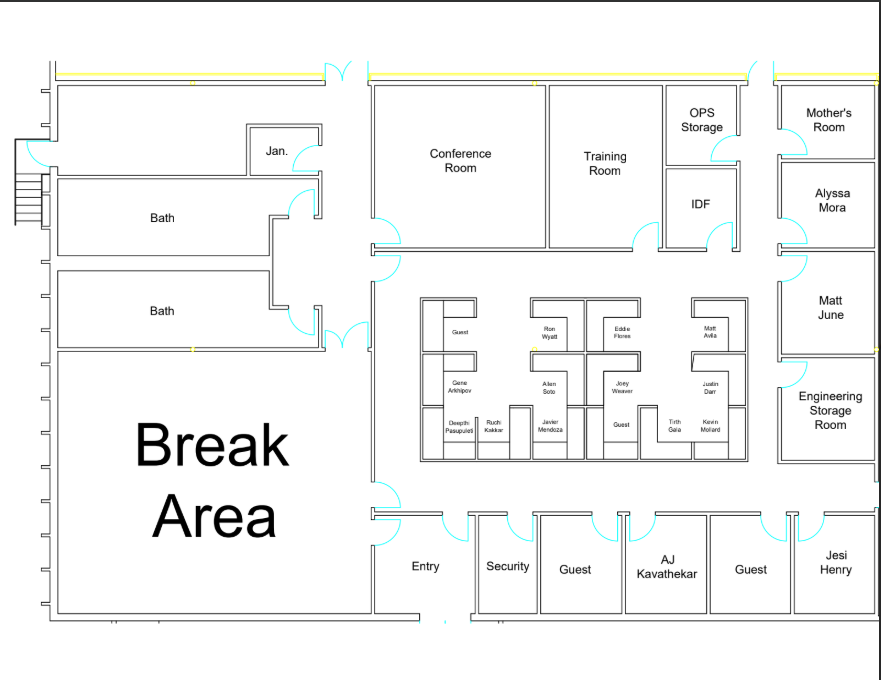 OPS
Storage
Mother's
Room
Jan.
Conference
Room
Training
Room
Alyssa
Mora
IDF
Bath
Bath
Matt
June
Guest
Ron
Wyatt
Eddie
Flores
Matt
Avila
Gene
Arkhipov
Allen
Soto
Joey
Weaver
Justin
Darr
Engineering
Storage
Room
Deepthi
Pasupuleti
Ruchi
Kakkar
Javier
Mendoza
Guest
Tirth
Gala
Kevin
Mollard
Break
Area
Entry
Security
Guest
AJ
Kavathekar
Guest
Jesi
Henry